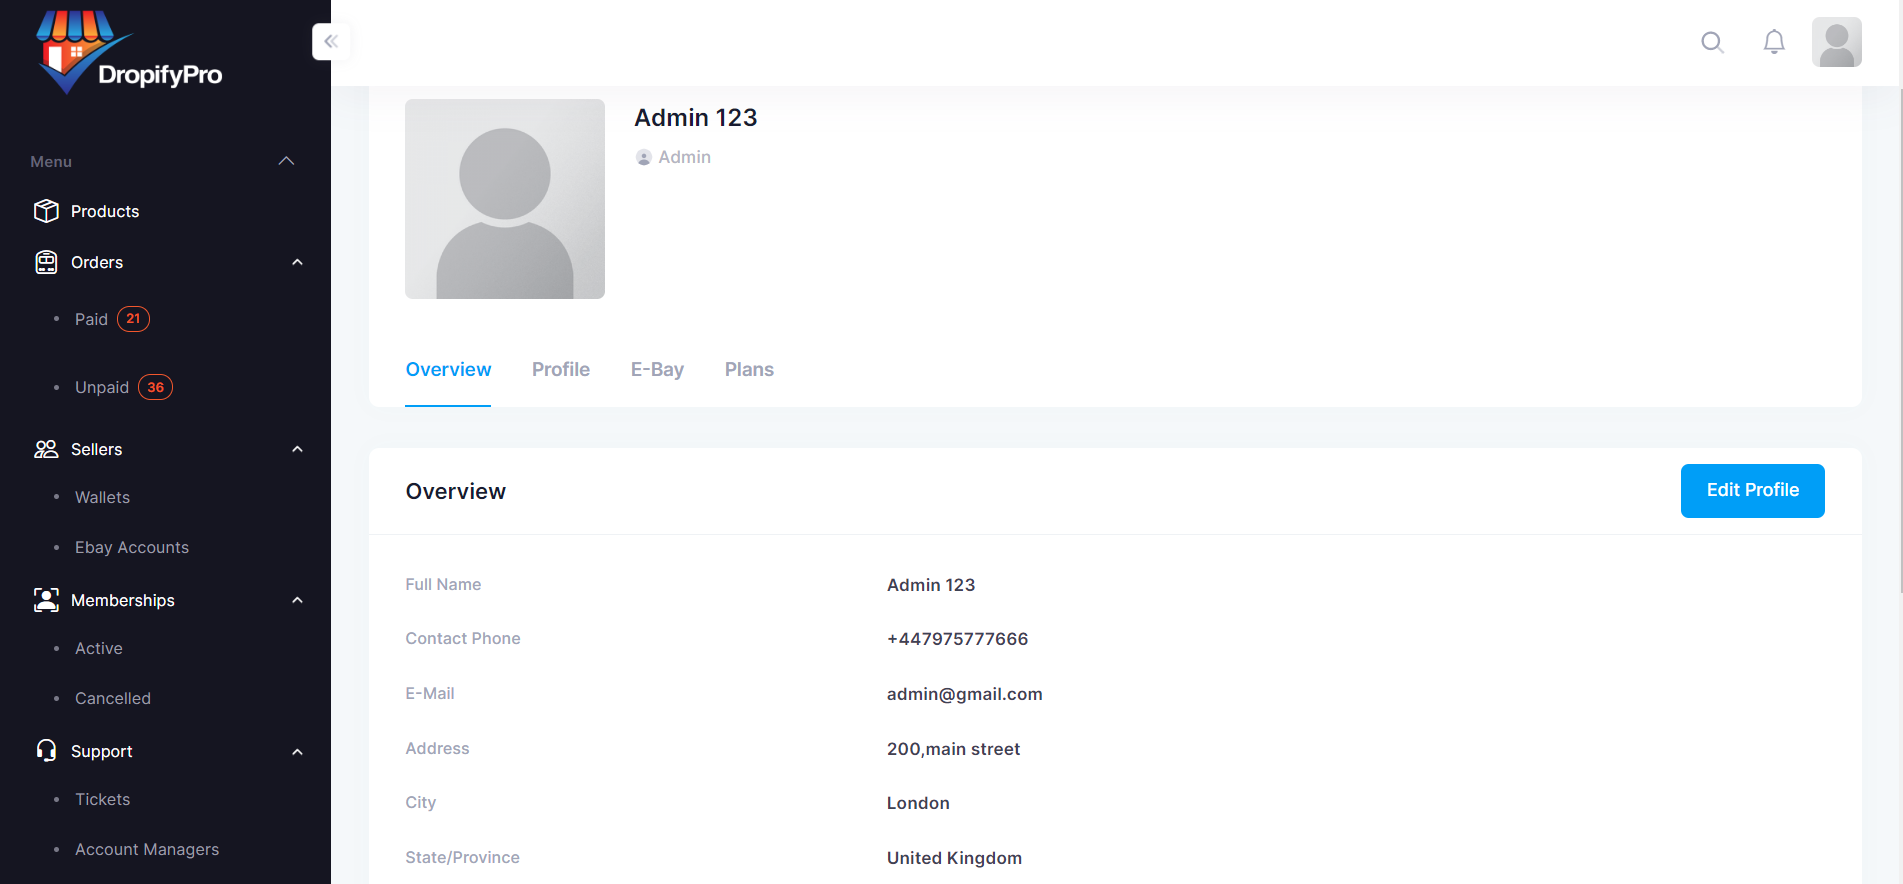 DropifyPro
Menu
Products
Orders
Paid 21
Unpaid 36
Sellers
Wallets
Ebay Accounts
Memberships
Active
Cancelled
Support
Tickets
Account Managers
Admin 123
Admin
Overview Profile E-Bay Plans
Overview Edit Profile
Full Name Admin 123
Contact Phone +447975777666
E-Mail admin@gmail.com
Address 200,main street
City London
State/Province United Kingdom